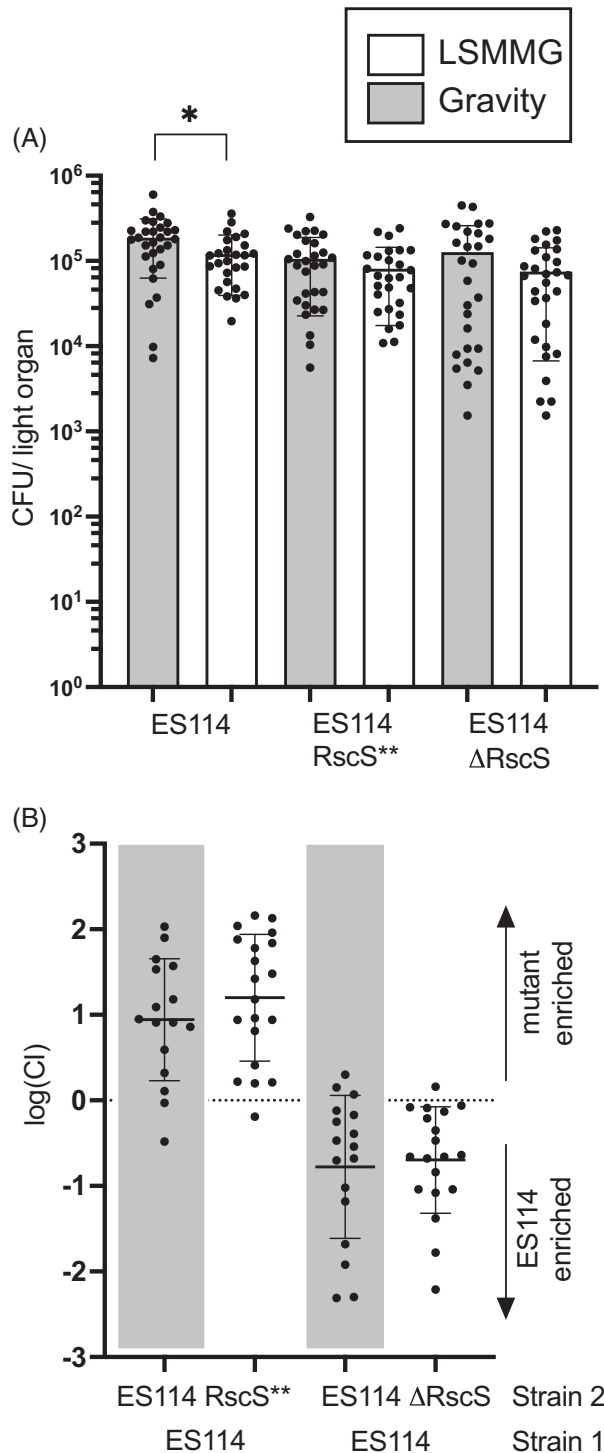 LSMMG
Gravity
(A)
*
CFU/ light organ
10⁶
10⁵
10⁴
10³
10²
10¹
10⁰
ES114
ES114
RscS**
ES114
ΔRscS
(B)
log(CI)
3
2
1
0
-1
-2
-3
mutant
enriched
ES114
enriched
ES114 RscS** ES114 ΔRscS Strain 2
ES114 ES114 Strain 1